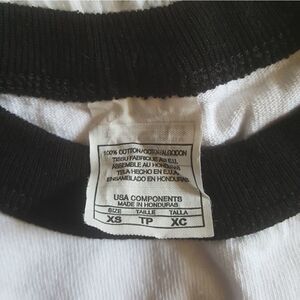 100% COTTON/COTON/ALGODON
TISSU FABRIQUE AU E.U.
ASSEMBLE AU HONDURAS
TELA HECHO EN E.U.A.
ENSAMBLADO EN HONDURAS
USA COMPONENTS
MADE IN HONDURAS
SIZE TAILLE TALLA
XS TP XC